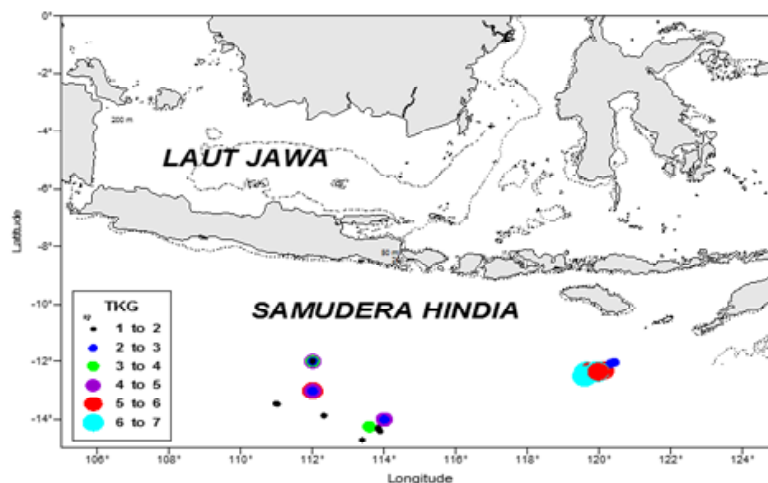 0°
-2°
200 m
-4°
LAUT JAWA
-6°
Latitude
-8°
-10°
SAMUDERA HINDIA
TKG
1 to 2
2 to 3
3 to 4
4 to 5
5 to 6
6 to 7
-12°
-14°
106° 108° 110° 112° 114° 116° 118° 120° 122° 124°
Longitude